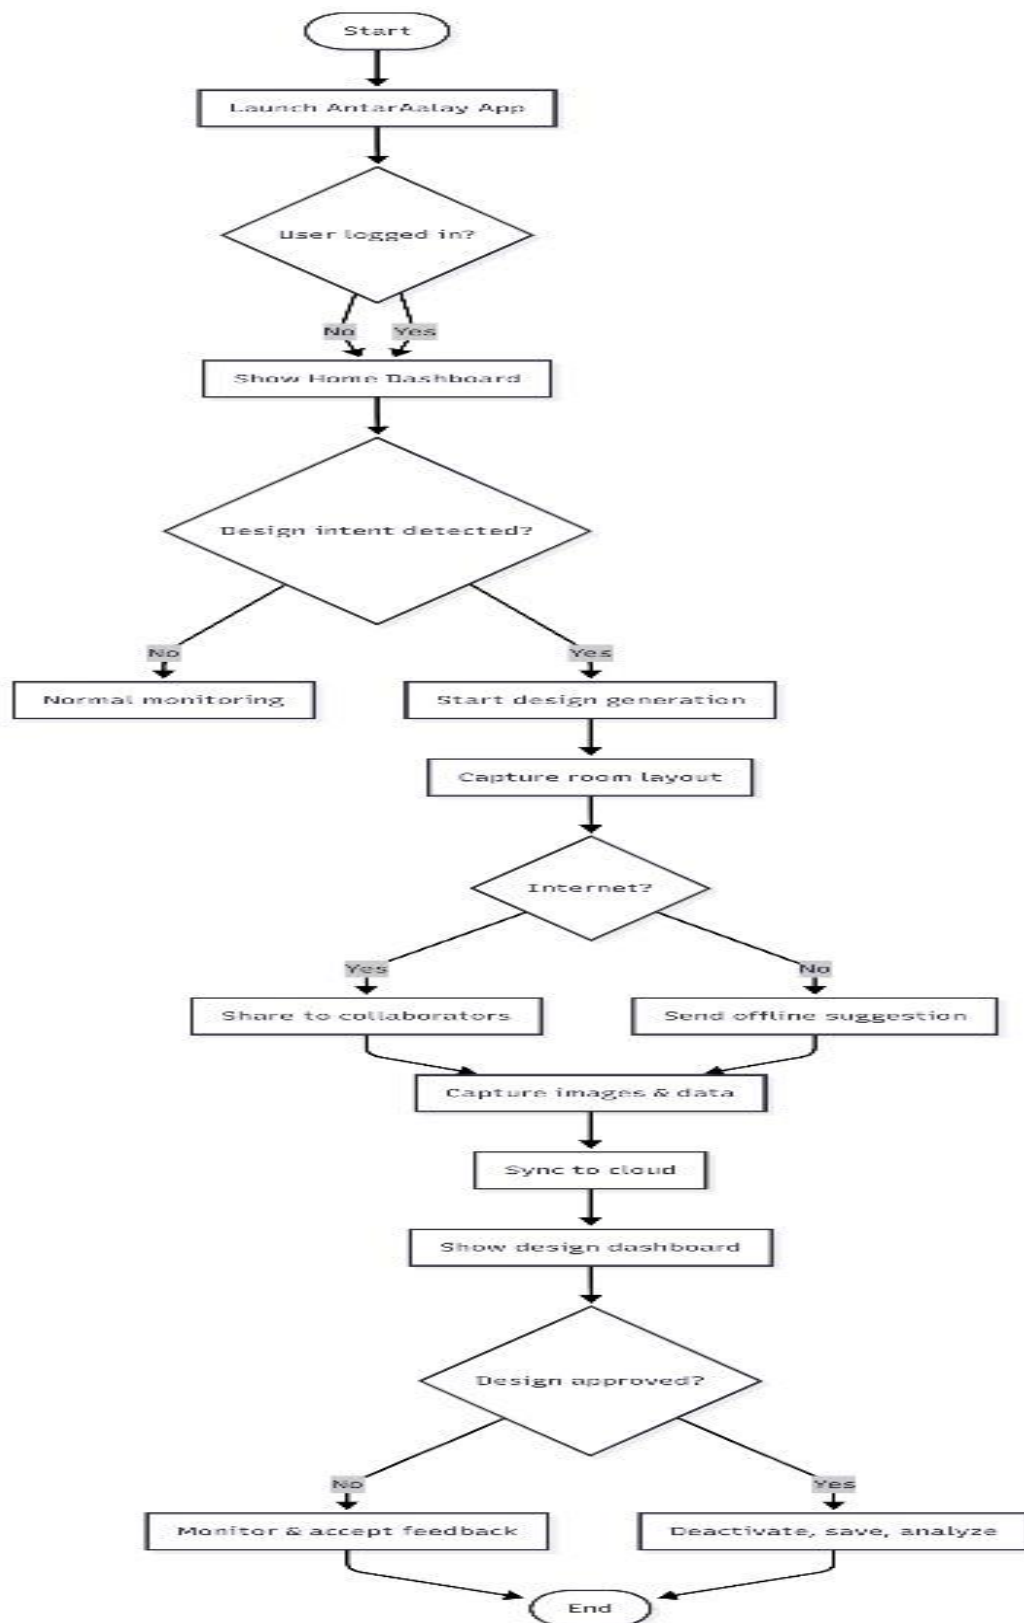 Start
Launch AntarAalay App
User logged in?
No
Yes
Show Home Dashboard
Design intent detected?
No
Yes
Normal monitoring
Start design generation
Capture room layout
Internet?
Yes
No
Share to collaborators
Send offline suggestion
Capture images & data
Sync to cloud
Show design dashboard
Design approved?
No
Yes
Monitor & accept feedback
Deactivate, save, analyze
End